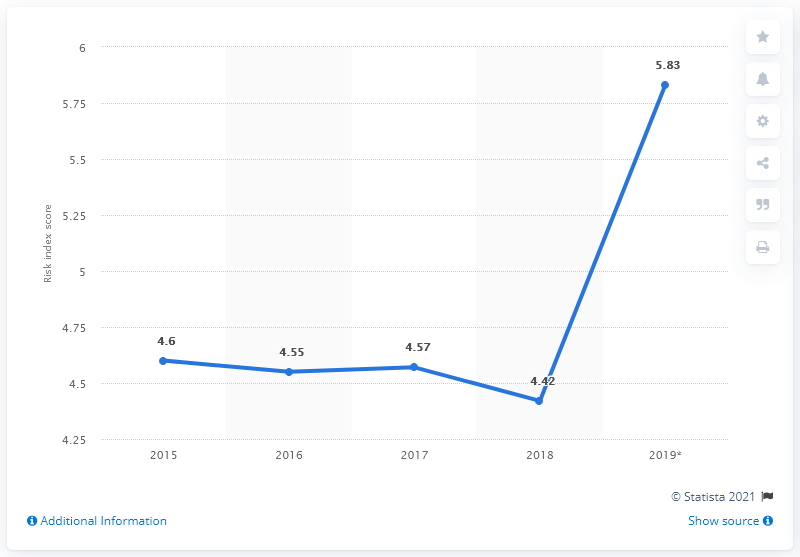 6
5.75
5.5
5.25
5
4.75
4.5
4.25
Risk index score
4.6
4.55
4.57
4.42
5.83
2015 2016 2017 2018 2019*
© Statista 2021
Additional Information
Show source